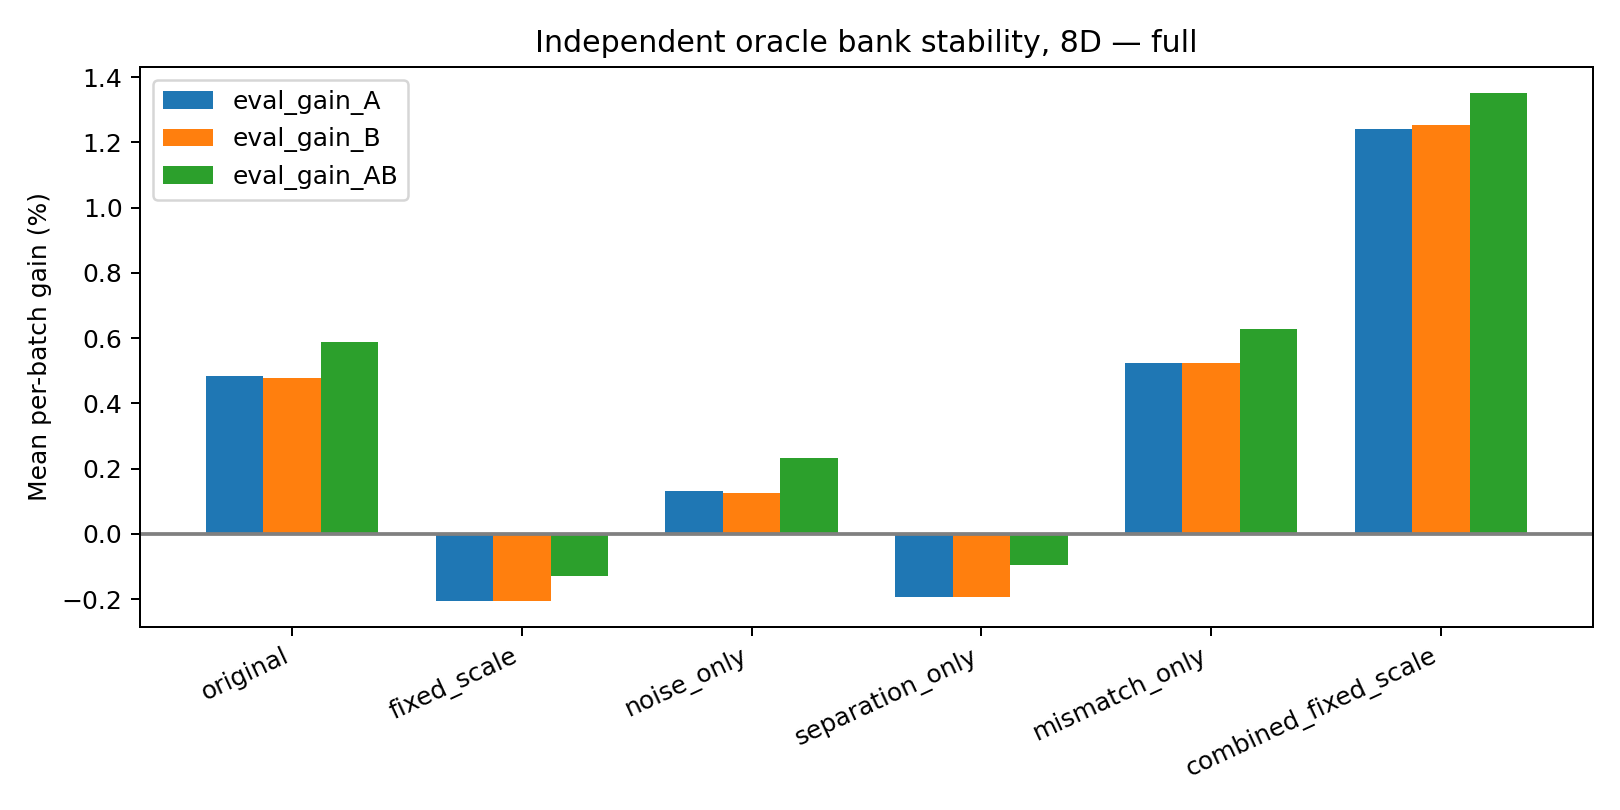 Independent oracle bank stability, 8D — full
eval_gain_A
eval_gain_B
eval_gain_AB
Mean per-batch gain (%)
1.4
1.2
1.0
0.8
0.6
0.4
0.2
0.0
−0.2
original
fixed_scale
noise_only
separation_only
mismatch_only
combined_fixed_scale